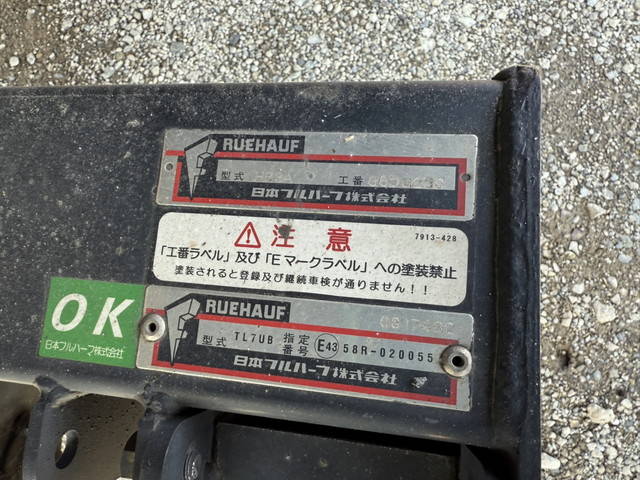 RUEHAUF
型式
工番
日本フルハーフ株式会社
注意
7913-428
「工番ラベル」及び「Eマークラベル」への塗装禁止
塗装されると登録及び継続車検が通りません!!
OK
日本フルハーフ株式会社
RUEHAUF
型式 TL7UB 指定番号 E43 58R-020055
日本フルハーフ株式会社